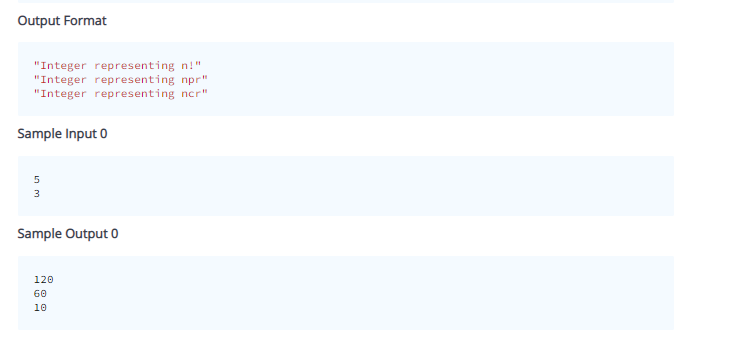 Output Format
"Integer representing n!"
"Integer representing npr"
"Integer representing ncr"
Sample Input 0
5
3
Sample Output 0
120
60
10